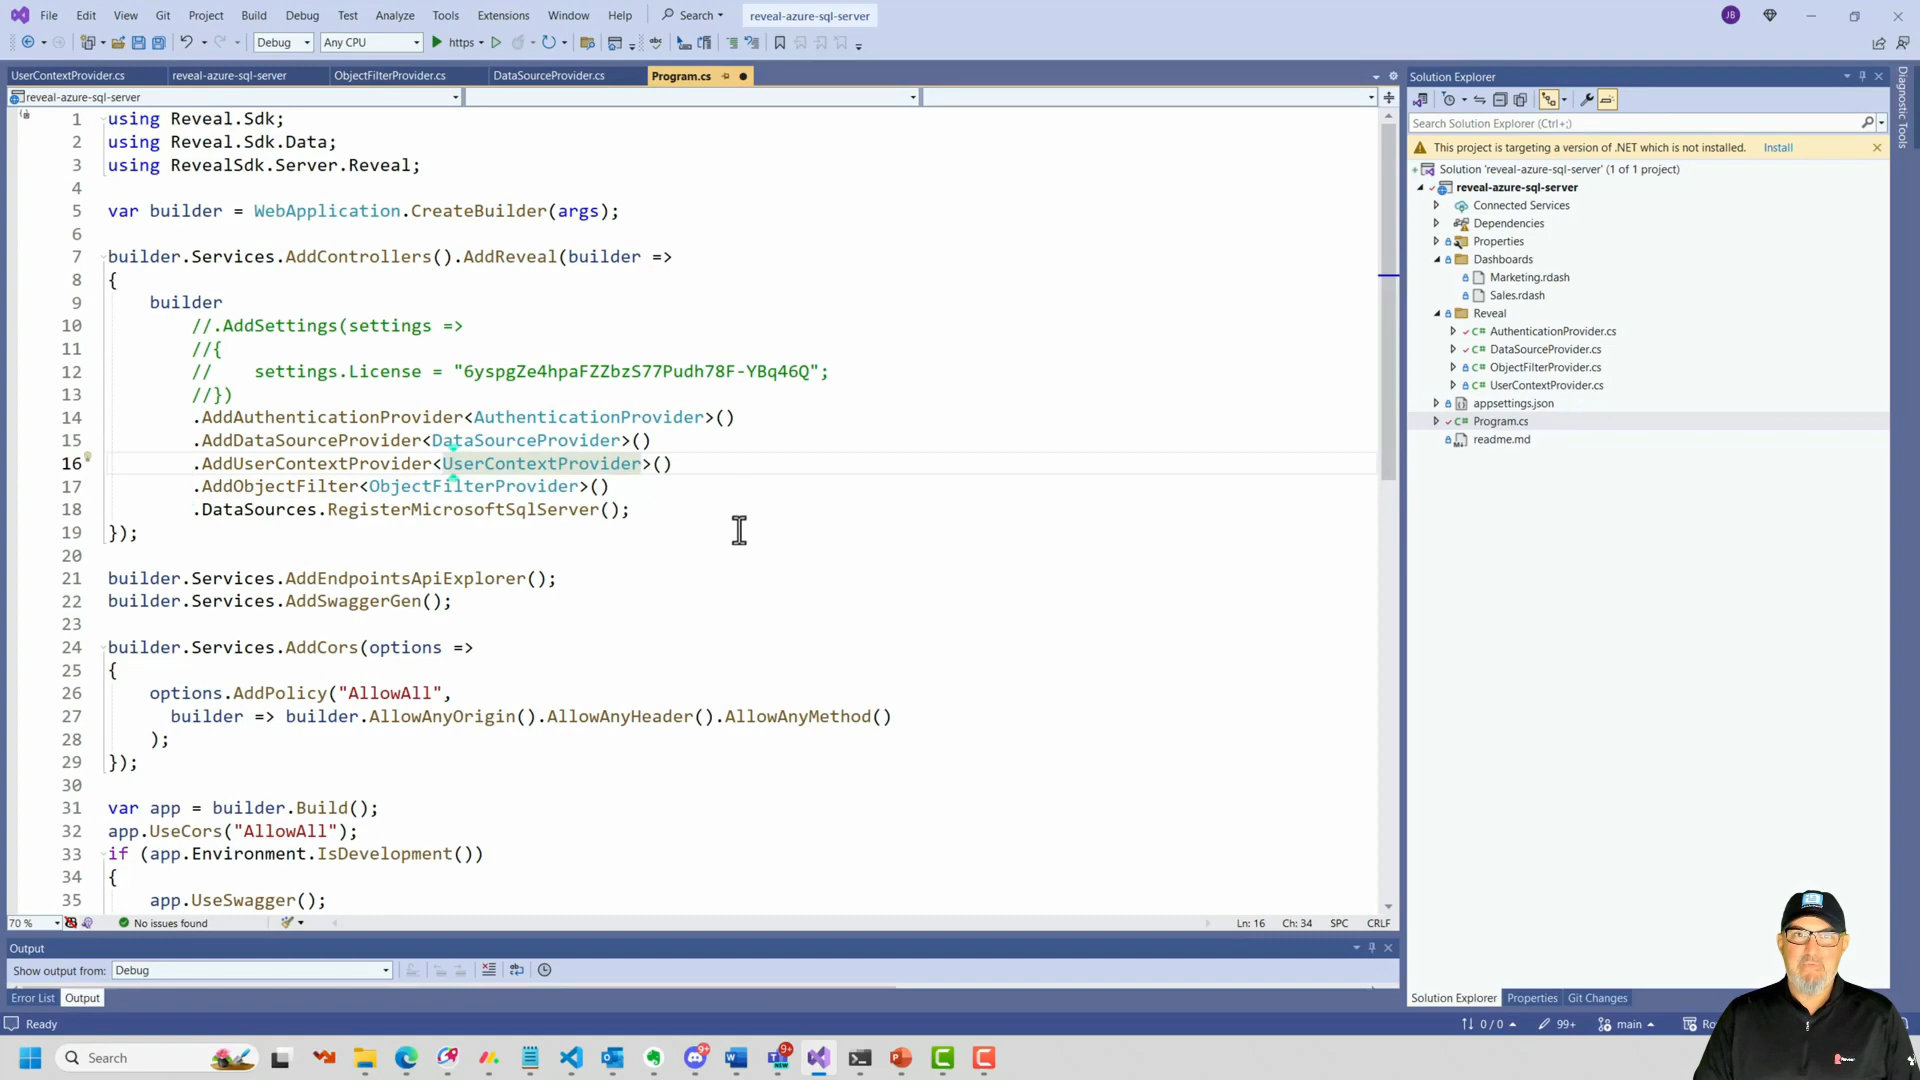 File Edit View Git Project Build Debug Test Analyze Tools Extensions Window Help Search reveal-azure-sql-server JB
Debug Any CPU https
UserContextProvider.cs reveal-azure-sql-server ObjectFilterProvider.cs DataSourceProvider.cs Program.cs
reveal-azure-sql-server
1 using Reveal.Sdk;
2 using Reveal.Sdk.Data;
3 using RevealSdk.Server.Reveal;
4
5 var builder = WebApplication.CreateBuilder(args);
6
7 builder.Services.AddControllers().AddReveal(builder =>
8 {
9 builder
10 //.AddSettings(settings =>
11 //{
12 // settings.License = "6yspgZe4hpaFZZbzS77Pudh78F-YBq46Q";
13 //})
14 .AddAuthenticationProvider<AuthenticationProvider>()
15 .AddDataSourceProvider<DataSourceProvider>()
16 .AddUserContextProvider<UserContextProvider>()
17 .AddObjectFilter<ObjectFilterProvider>()
18 .DataSources.RegisterMicrosoftSqlServer();
19 });
20
21 builder.Services.AddEndpointsApiExplorer();
22 builder.Services.AddSwaggerGen();
23
24 builder.Services.AddCors(options =>
25 {
26 options.AddPolicy("AllowAll",
27 builder => builder.AllowAnyOrigin().AllowAnyHeader().AllowAnyMethod()
28 );
29 });
30
31 var app = builder.Build();
32 app.UseCors("AllowAll");
33 if (app.Environment.IsDevelopment())
34 {
35 app.UseSwagger();
70 % No issues found Ln: 16 Ch: 34 SPC CRLF
Output
Show output from: Debug
Error List Output
Ready
Solution Explorer
Search Solution Explorer (Ctrl+;)
This project is targeting a version of .NET which is not installed. Install
Solution 'reveal-azure-sql-server' (1 of 1 project)
reveal-azure-sql-server
Connected Services
Dependencies
Properties
Dashboards
Marketing.rdash
Sales.rdash
Reveal
C# AuthenticationProvider.cs
C# DataSourceProvider.cs
C# ObjectFilterProvider.cs
C# UserContextProvider.cs
appsettings.json
C# Program.cs
readme.md
Diagnostic Tools
Solution Explorer Properties Git Changes
0 / 0 99+ main
Search